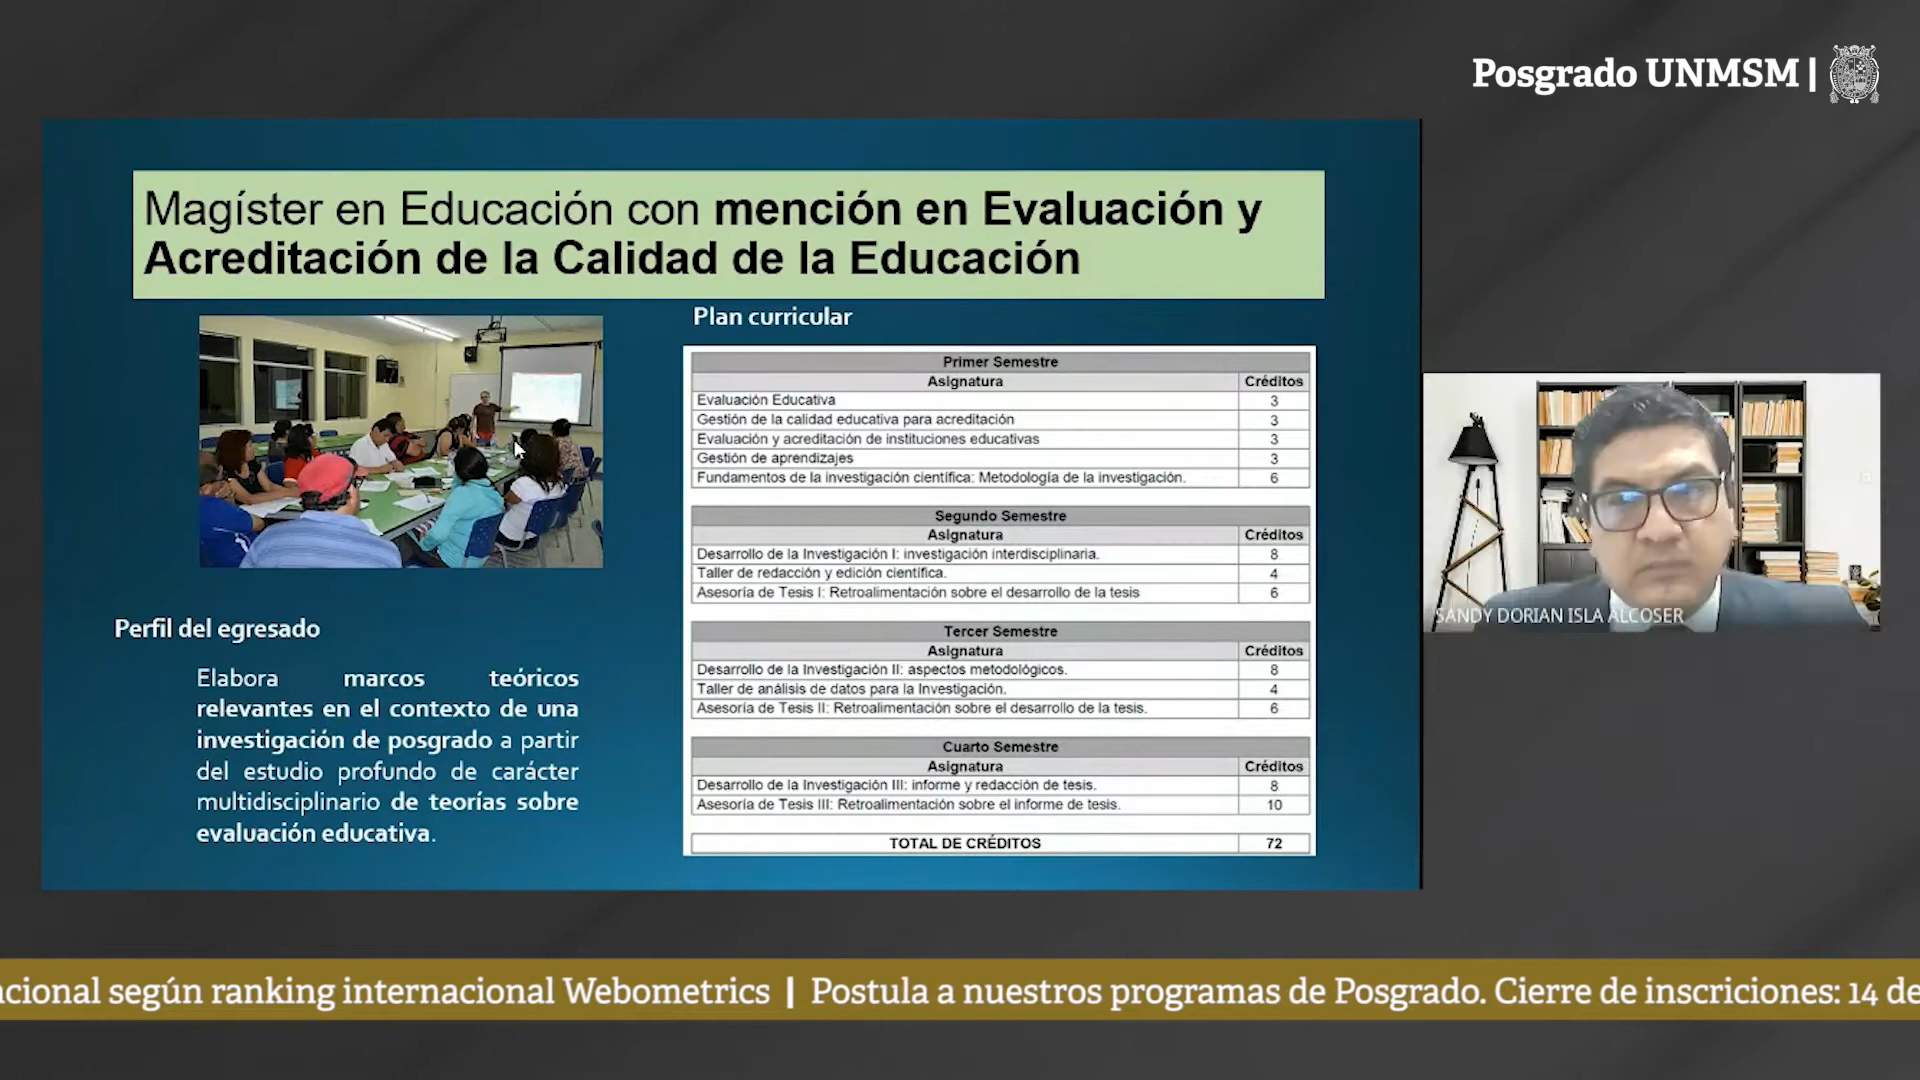 Posgrado UNMSM |
Magíster en Educación con mención en Evaluación y
Acreditación de la Calidad de la Educación
Plan curricular
Primer Semestre
Asignatura Créditos
Evaluación Educativa 3
Gestión de la calidad educativa para acreditación 3
Evaluación y acreditación de instituciones educativas 3
Gestión de aprendizajes 3
Fundamentos de la investigación científica: Metodología de la investigación. 6
Segundo Semestre
Asignatura Créditos
Desarrollo de la Investigación I: investigación interdisciplinaria. 8
Taller de redacción y edición científica. 4
Asesoría de Tesis I: Retroalimentación sobre el desarrollo de la tesis 6
Tercer Semestre
Asignatura Créditos
Desarrollo de la Investigación II: aspectos metodológicos. 8
Taller de análisis de datos para la Investigación. 4
Asesoría de Tesis II: Retroalimentación sobre el desarrollo de la tesis. 6
Cuarto Semestre
Asignatura Créditos
Desarrollo de la Investigación III: informe y redacción de tesis. 8
Asesoría de Tesis III: Retroalimentación sobre el informe de tesis. 10
TOTAL DE CRÉDITOS 72
Perfil del egresado
Elabora marcos teóricos
relevantes en el contexto de una
investigación de posgrado a partir
del estudio profundo de carácter
multidisciplinario de teorías sobre
evaluación educativa.
SANDY DORIAN ISLA ALCOSER
acional según ranking internacional Webometrics | Postula a nuestros programas de Posgrado. Cierre de inscriciones: 14 de